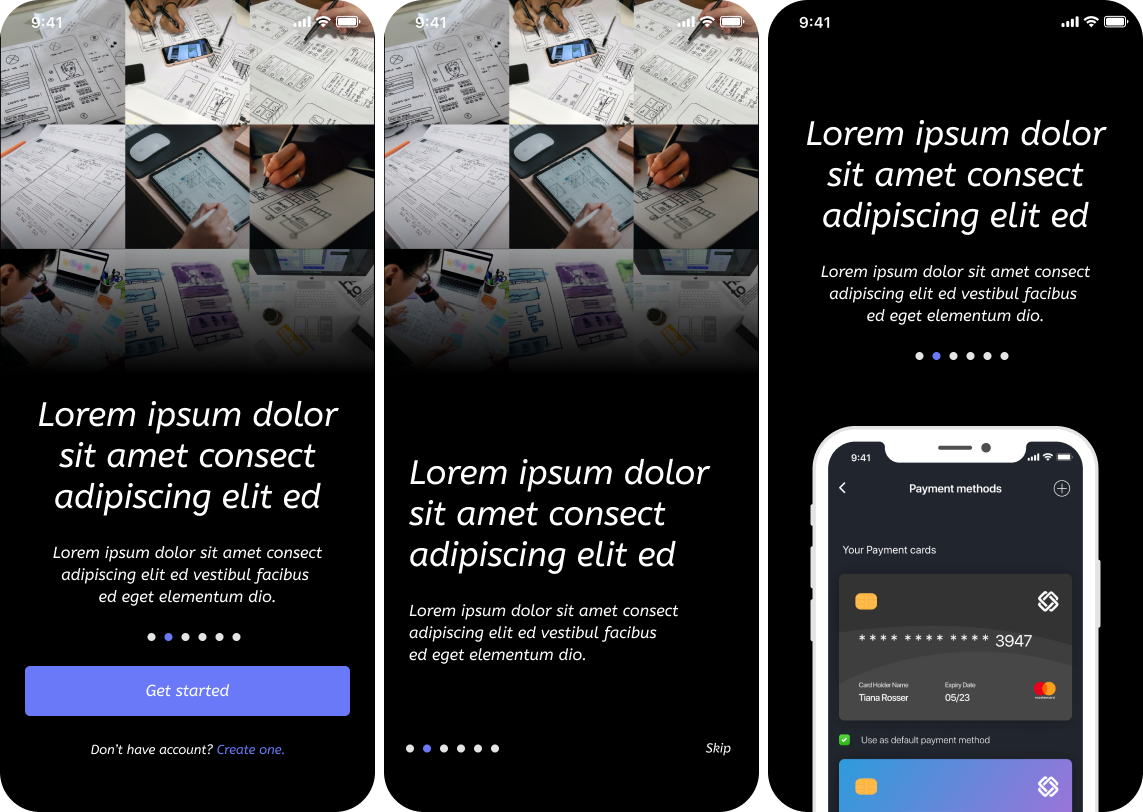 9:41
Lorem ipsum dolor
sit amet consect
adipiscing elit ed
Lorem ipsum dolor sit amet consect
adipiscing elit ed vestibul facibus
ed eget elementum dio.
Get started
Don't have account? Create one.
9:41
Lorem ipsum dolor
sit amet consect
adipiscing elit ed
Lorem ipsum dolor sit amet consect
adipiscing elit ed vestibul facibus
ed eget elementum dio.
Skip
9:41
Lorem ipsum dolor
sit amet consect
adipiscing elit ed
Lorem ipsum dolor sit amet consect
adipiscing elit ed vestibul facibus
ed eget elementum dio.
9:41
Payment methods
Your Payment cards
**** **** **** 3947
Card Holder Name Expiry Date
Tiana Rosser 05/23
Use as default payment method